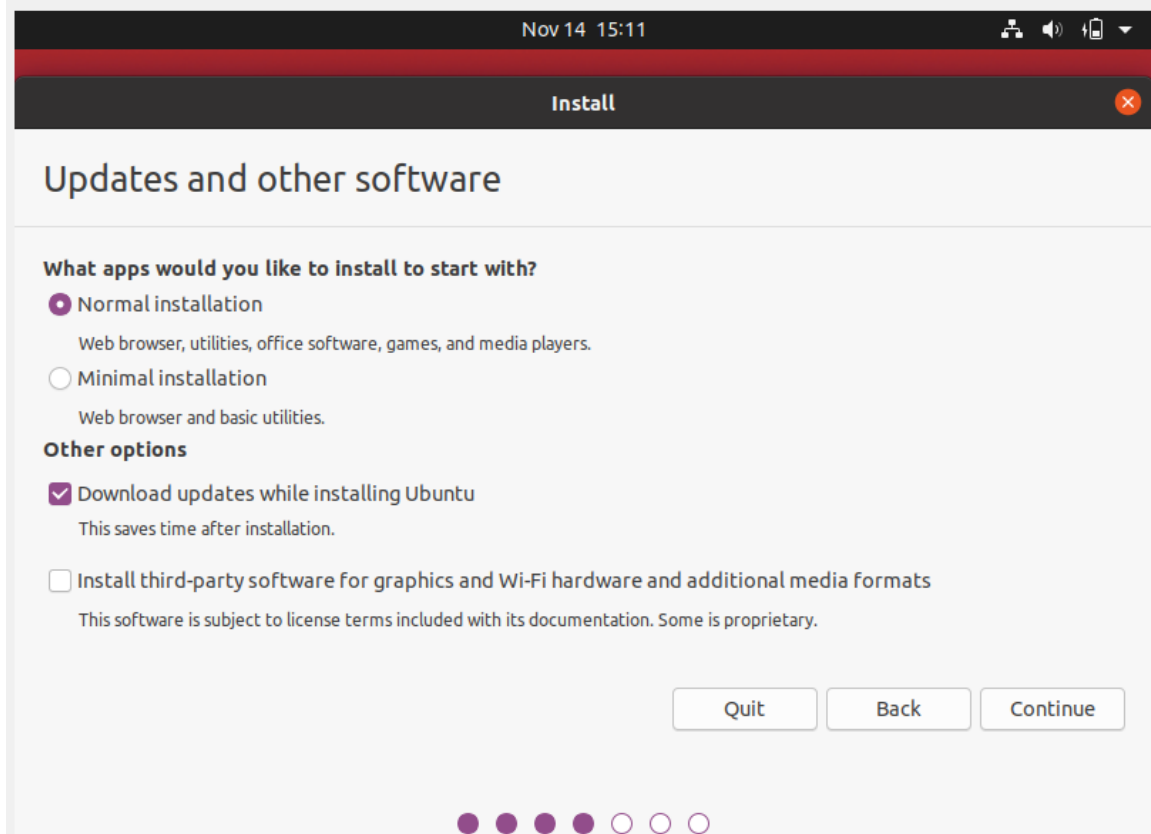 Nov 14 15:11
Install
Updates and other software
What apps would you like to install to start with?
Normal installation
Web browser, utilities, office software, games, and media players.
Minimal installation
Web browser and basic utilities.
Other options
Download updates while installing Ubuntu
This saves time after installation.
Install third-party software for graphics and Wi-Fi hardware and additional media formats
This software is subject to license terms included with its documentation. Some is proprietary.
Quit Back Continue